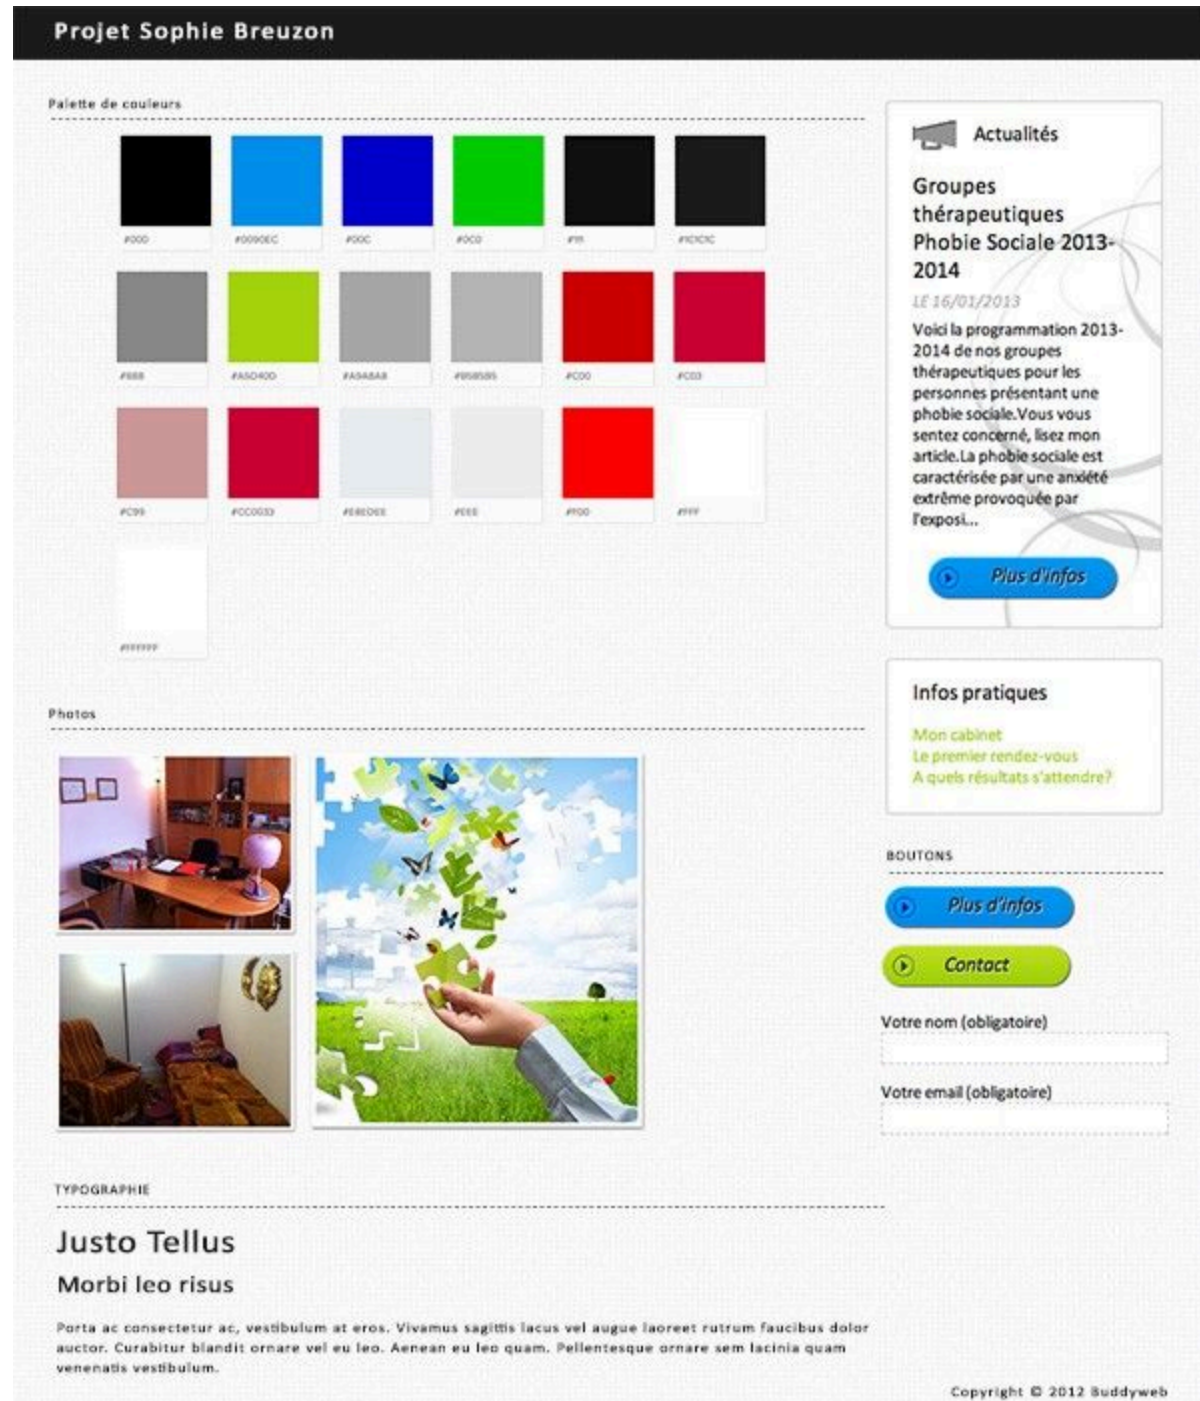 Projet Sophie Breuzon
Palette de couleurs
#000
#0090EC
#00C
#0C0
#111
#1C1C1C
#888
#A5D40D
#A9A8A8
#B5B5B5
#C00
#C03
#C99
#CC0033
#E8EDEE
#EEE
#F00
#FFF
#FFFFFF
Photos
TYPOGRAPHIE
Justo Tellus
Morbi leo risus
Porta ac consectetur ac, vestibulum at eros. Vivamus sagittis lacus vel augue laoreet rutrum faucibus dolor
auctor. Curabitur blandit ornare vel eu leo. Aenean eu leo quam. Pellentesque ornare sem lacinia quam
venenatis vestibulum.
Actualités
Groupes
thérapeutiques
Phobie Sociale 2013-
2014
LE 16/01/2013
Voici la programmation 2013-
2014 de nos groupes
thérapeutiques pour les
personnes présentant une
phobie sociale.Vous vous
sentez concerné, lisez mon
article.La phobie sociale est
caractérisée par une anxiété
extrême provoquée par
l'exposi...
Plus d'infos
Infos pratiques
Mon cabinet
Le premier rendez-vous
A quels résultats s'attendre?
BOUTONS
Plus d'infos
Contact
Votre nom (obligatoire)
Votre email (obligatoire)
Copyright © 2012 Buddyweb